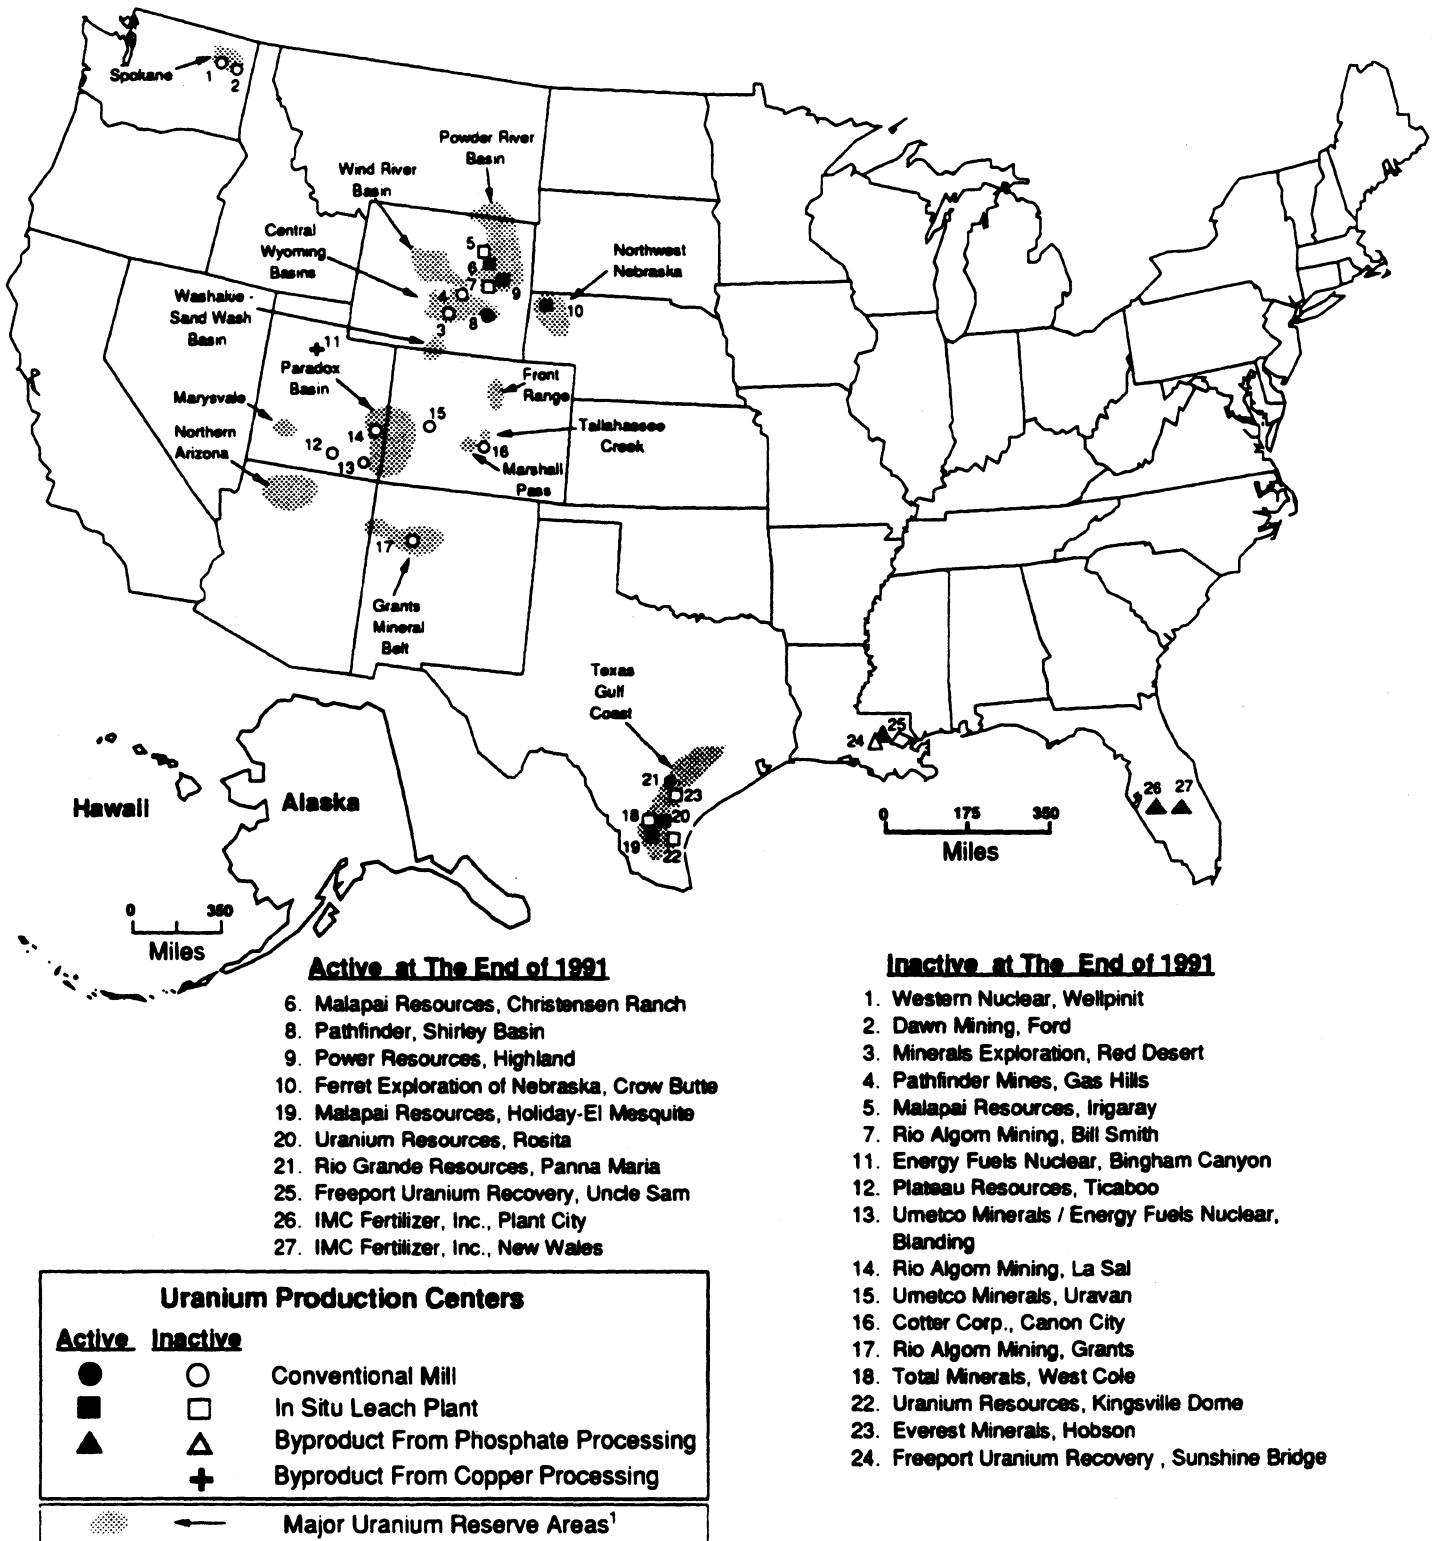 Spokane
1
2
Powder River
Basin
Wind River
Basin
Central
Wyoming
Basins
Northwest
Nebraska
5
6
7
4
9
3
8
10
Washakie -
Sand Wash
Basin
11
Paradox
Basin
Front
Range
Marysvale
Northern
Arizona
15
14
12
13
16
Tallahassee
Creek
Marshall
Pass
17
Grants
Mineral
Belt
Texas
Gulf
Coast
25
24
21
23
18
20
19
22
26
27
0 175 350
Miles
Hawaii
Alaska
0 350
Miles
Active at The End of 1991
6. Malapai Resources, Christensen Ranch
8. Pathfinder, Shirley Basin
9. Power Resources, Highland
10. Ferret Exploration of Nebraska, Crow Butte
19. Malapai Resources, Holiday-El Mesquite
20. Uranium Resources, Rosita
21. Rio Grande Resources, Panna Maria
25. Freeport Uranium Recovery, Uncle Sam
26. IMC Fertilizer, Inc., Plant City
27. IMC Fertilizer, Inc., New Wales
Inactive at The End of 1991
1. Western Nuclear, Wellpinit
2. Dawn Mining, Ford
3. Minerals Exploration, Red Desert
4. Pathfinder Mines, Gas Hills
5. Malapai Resources, Irigaray
7. Rio Algom Mining, Bill Smith
11. Energy Fuels Nuclear, Bingham Canyon
12. Plateau Resources, Ticaboo
13. Umetco Minerals / Energy Fuels Nuclear,
Blanding
14. Rio Algom Mining, La Sal
15. Umetco Minerals, Uravan
16. Cotter Corp., Canon City
17. Rio Algom Mining, Grants
18. Total Minerals, West Cole
22. Uranium Resources, Kingsville Dome
23. Everest Minerals, Hobson
24. Freeport Uranium Recovery , Sunshine Bridge
Uranium Production Centers
Active Inactive
Conventional Mill
In Situ Leach Plant
Byproduct From Phosphate Processing
Byproduct From Copper Processing
Major Uranium Reserve Areas¹